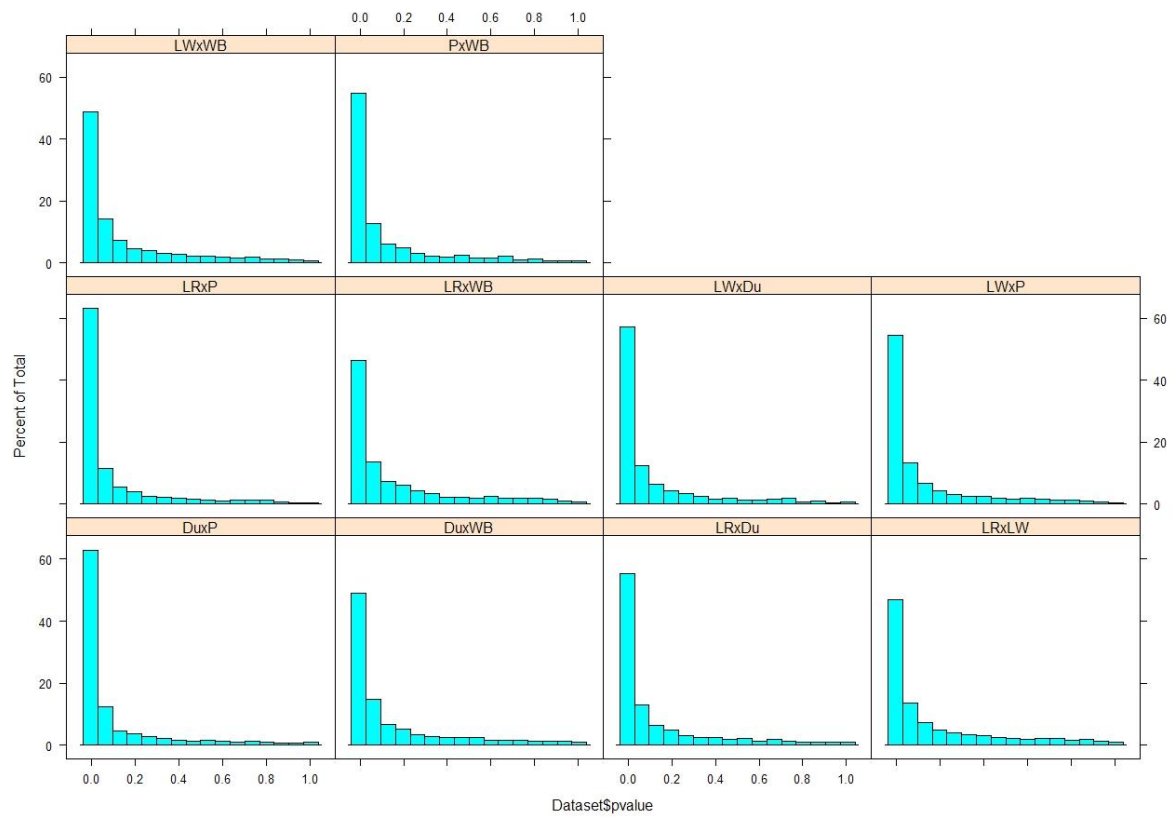 0.0 0.2 0.4 0.6 0.8 1.0
LWxWB PxWB
60
40
20
0
LRxP LRxWB LWxDu LWxP
60
40
20
0
Percent of Total
DuxP DuxWB LRxDu LRxLW
60
40
20
0
0.0 0.2 0.4 0.6 0.8 1.0 0.0 0.2 0.4 0.6 0.8 1.0
Dataset$pvalue